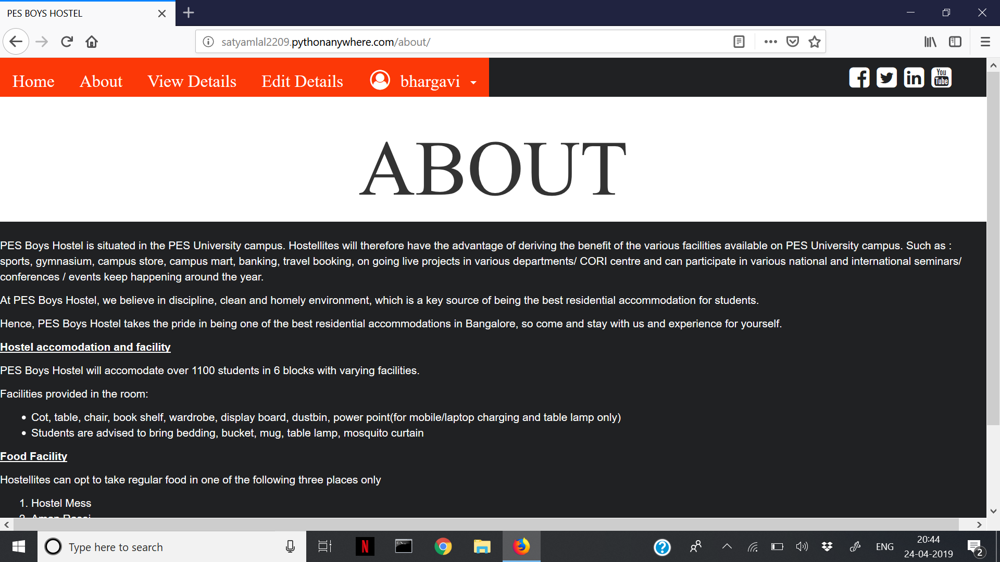 PES BOYS HOSTEL
satyamlal2209.pythonanywhere.com/about/
Home About View Details Edit Details bhargavi
You
Tube
ABOUT
PES Boys Hostel is situated in the PES University campus. Hostellites will therefore have the advantage of deriving the benefit of the various facilities available on PES University campus. Such as :
sports, gymnasium, campus store, campus mart, banking, travel booking, on going live projects in various departments/ CORI centre and can participate in various national and international seminars/
conferences / events keep happening around the year.
At PES Boys Hostel, we believe in discipline, clean and homely environment, which is a key source of being the best residential accommodation for students.
Hence, PES Boys Hostel takes the pride in being one of the best residential accommodations in Bangalore, so come and stay with us and experience for yourself.
Hostel accomodation and facility
PES Boys Hostel will accomodate over 1100 students in 6 blocks with varying facilities.
Facilities provided in the room:
• Cot, table, chair, book shelf, wardrobe, display board, dustbin, power point(for mobile/laptop charging and table lamp only)
• Students are advised to bring bedding, bucket, mug, table lamp, mosquito curtain
Food Facility
Hostellites can opt to take regular food in one of the following three places only
1. Hostel Mess
Type here to search
ENG
20:44
24-04-2019
2